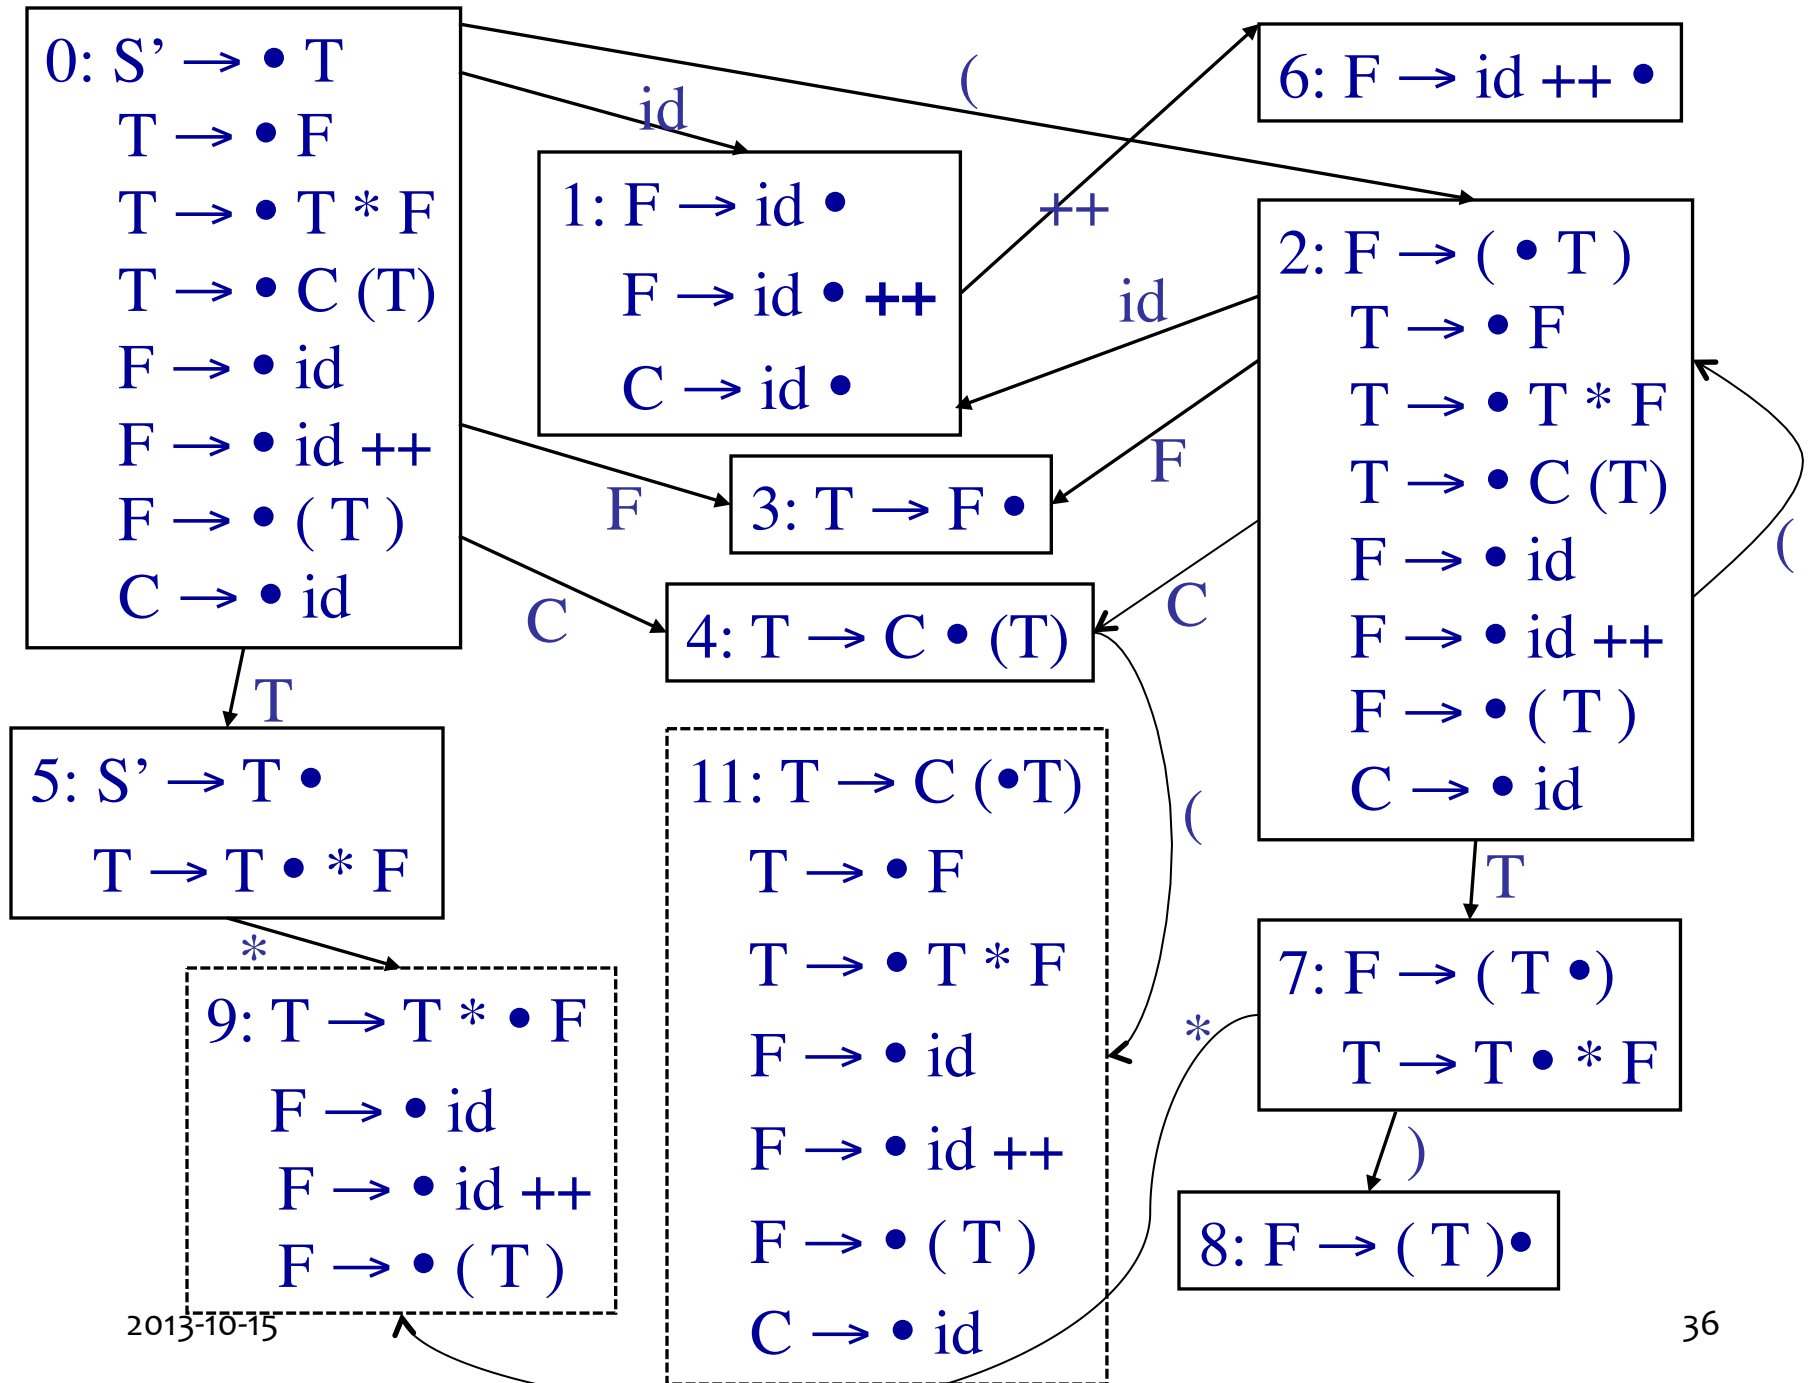 0: S’ → • T
T → • F
T → • T * F
T → • C (T)
F → • id
F → • id ++
F → • ( T )
C → • id
(
id
1: F → id •
F → id • ++
C → id •
++
6: F → id ++ •
id
2: F → ( • T )
T → • F
T → • T * F
T → • C (T)
F → • id
F → • id ++
F → • ( T )
C → • id
(
F
3: T → F •
F
C
4: T → C • (T)
C
T
5: S’ → T •
T → T • * F
*
9: T → T * • F
F → • id
F → • id ++
F → • ( T )
11: T → C (•T)
T → • F
T → • T * F
F → • id
F → • id ++
F → • ( T )
C → • id
(
T
7: F → ( T •)
T → T • * F
*
)
8: F → ( T )•
2013-10-15
36